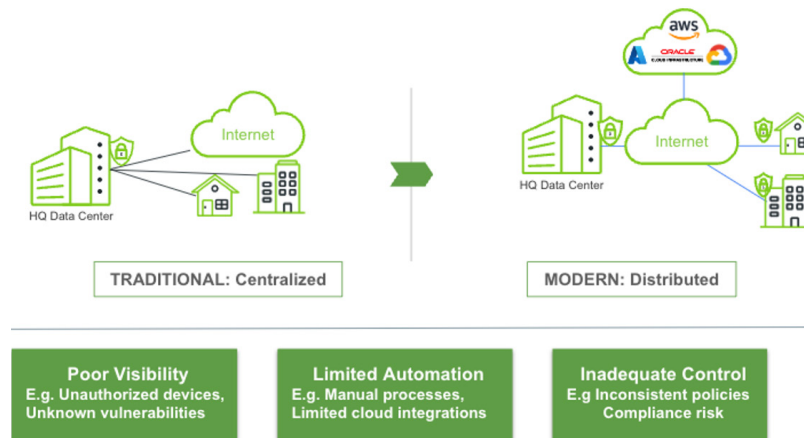 aws
ORACLE
CLOUD INFRASTRUCTURE
Internet
HQ Data Center
Internet
HQ Data Center
TRADITIONAL: Centralized
MODERN: Distributed
Poor Visibility
E.g. Unauthorized devices,
Unknown vulnerabilities
Limited Automation
E.g. Manual processes,
Limited cloud integrations
Inadequate Control
E.g Inconsistent policies
Compliance risk